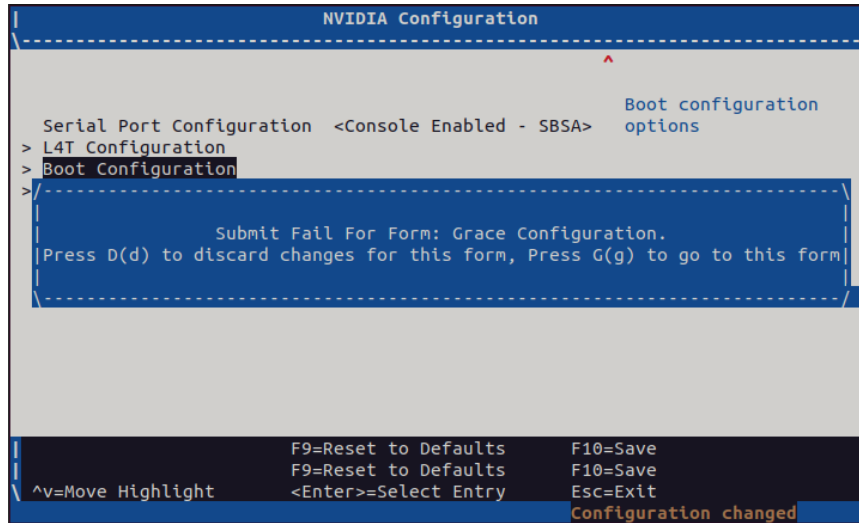 NVIDIA Configuration
^
Boot configuration
Serial Port Configuration <Console Enabled - SBSA> options
> L4T Configuration
> Boot Configuration
>
Submit Fail For Form: Grace Configuration.
Press D(d) to discard changes for this form, Press G(g) to go to this form
F9=Reset to Defaults F10=Save
F9=Reset to Defaults F10=Save
^v=Move Highlight <Enter>=Select Entry Esc=Exit
Configuration changed